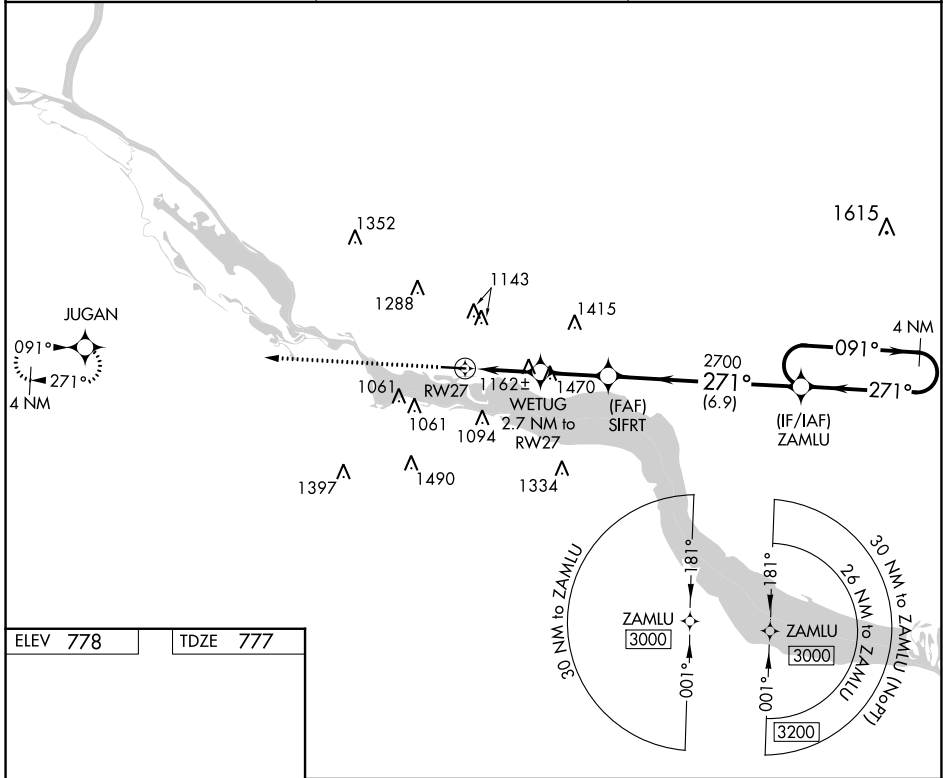 1615
1352
1143
1288
1415
JUGAN
4 NM
091°
091°
2700
271°
271°
271°
(6.9)
4 NM
RW27
1162±
1470
1061
1061
WETUG
2.7 NM to
RW27
(FAF)
SIFRT
(IF/IAF)
ZAMLU
1094
1397
1490
1334
30 NM to ZAMLU
181°
ZAMLU
3000
001°
181°
30 NM to ZAMLU (NoPT)
26 NM to ZAMLU
ZAMLU
3000
001°
3200
ELEV 778
TDZE 777